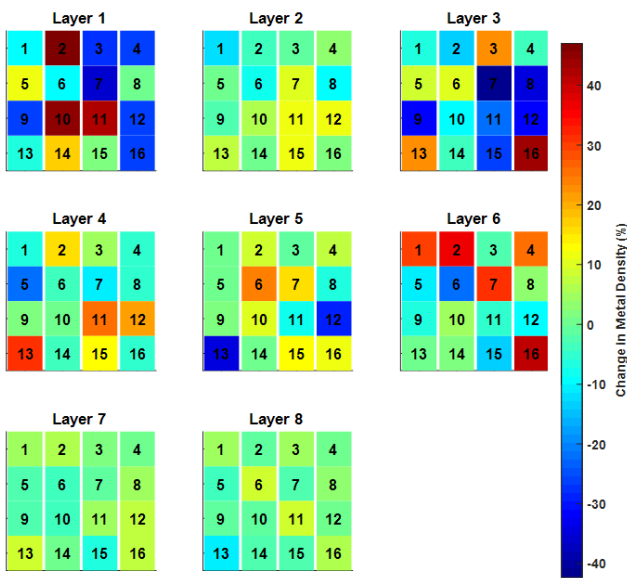 Layer 1
1 2 3 4
5 6 7 8
9 10 11 12
13 14 15 16
Layer 2
1 2 3 4
5 6 7 8
9 10 11 12
13 14 15 16
Layer 3
1 2 3 4
5 6 7 8
9 10 11 12
13 14 15 16
Layer 4
1 2 3 4
5 6 7 8
9 10 11 12
13 14 15 16
Layer 5
1 2 3 4
5 6 7 8
9 10 11 12
13 14 15 16
Layer 6
1 2 3 4
5 6 7 8
9 10 11 12
13 14 15 16
Layer 7
1 2 3 4
5 6 7 8
9 10 11 12
13 14 15 16
Layer 8
1 2 3 4
5 6 7 8
9 10 11 12
13 14 15 16
40
30
20
10
0
-10
-20
-30
-40
Change in Metal Density (%)